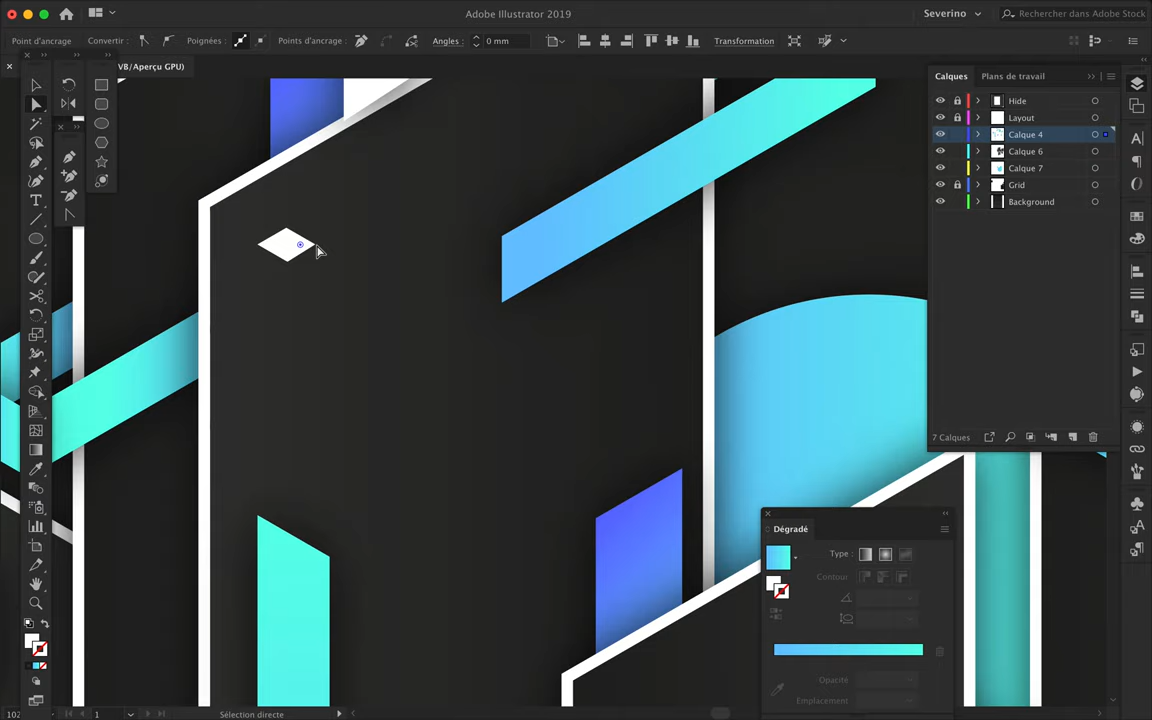 Adobe Illustrator 2019
Severino
Rechercher dans Adobe Stock
Point d'ancrage
Convertir :
Poignées :
Points d'ancrage :
Angles :
0 mm
Transformation
VB/Aperçu GPU)
Calques
Plans de travail
Hide
Layout
Calque 4
Calque 6
Calque 7
Grid
Background
7 Calques
Dégradé
Type :
Contour
Opacité
Emplacement
1
Sélection directe